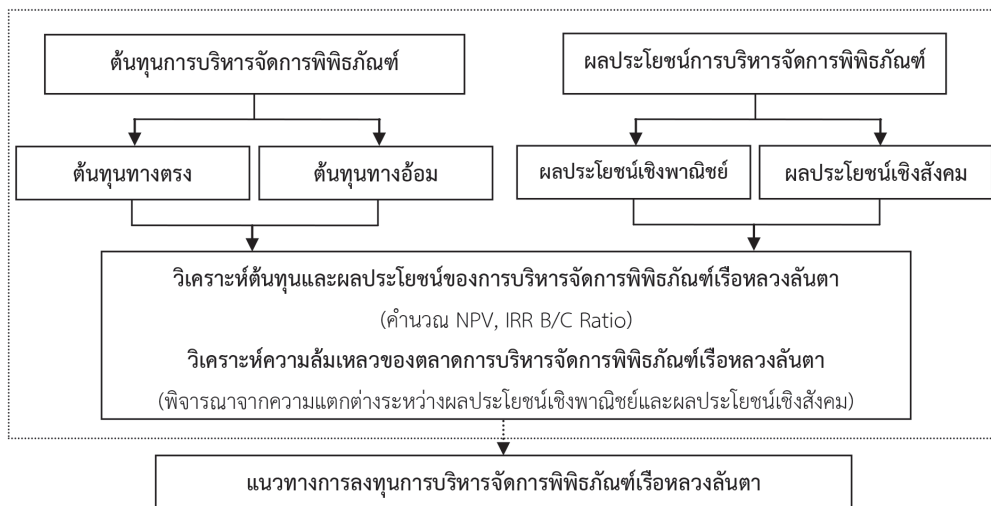 ต้นทุนการบริหารจัดการพิพิธภัณฑ์
ผลประโยชน์การบริหารจัดการพิพิธภัณฑ์
ต้นทุนทางตรง
ต้นทุนทางอ้อม
ผลประโยชน์เชิงพาณิชย์
ผลประโยชน์เชิงสังคม
วิเคราะห์ต้นทุนและผลประโยชน์ของการบริหารจัดการพิพิธภัณฑ์เรือหลวงลันตา
(คำนวณ NPV, IRR B/C Ratio)
วิเคราะห์ความล้มเหลวของตลาดการบริหารจัดการพิพิธภัณฑ์เรือหลวงลันตา
(พิจารณาจากความแตกต่างระหว่างผลประโยชน์เชิงพาณิชย์และผลประโยชน์เชิงสังคม)
แนวทางการลงทุนการบริหารจัดการพิพิธภัณฑ์เรือหลวงลันตา